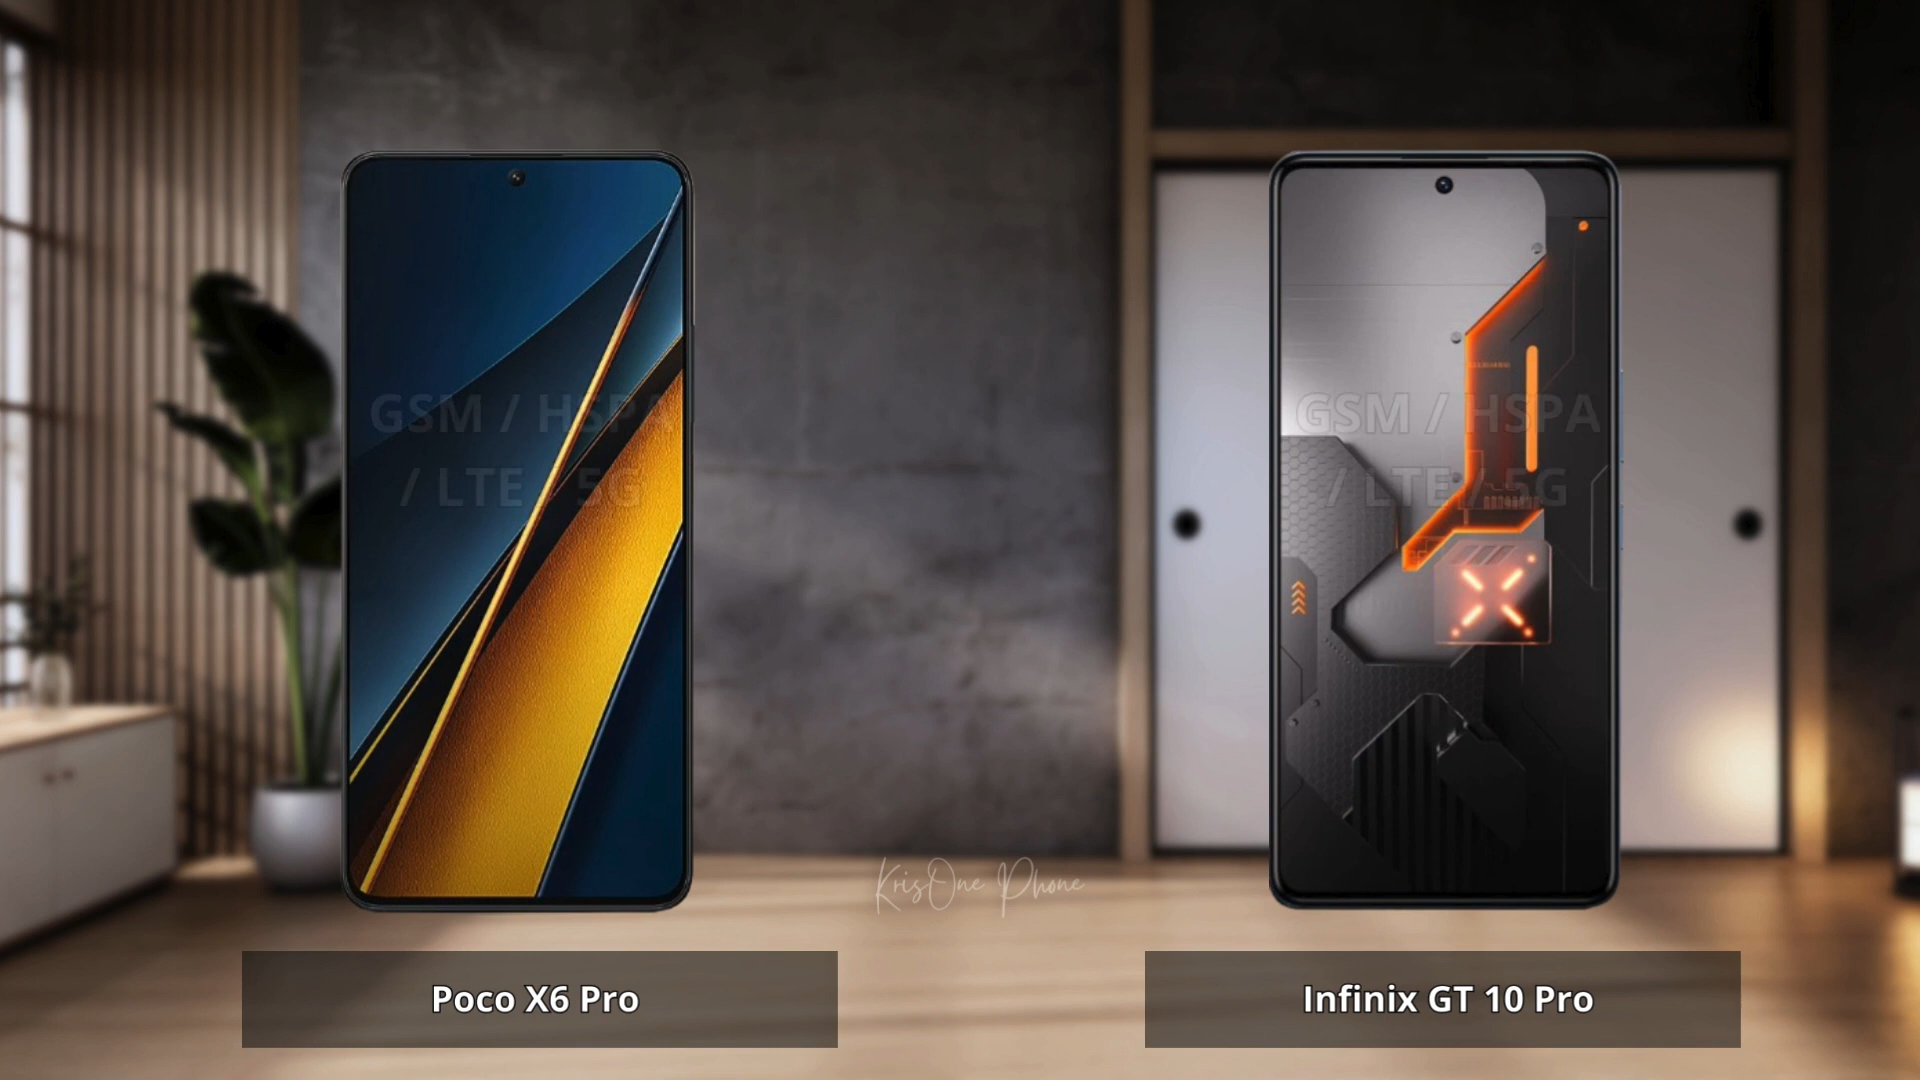 GSM / HSPA
/ LTE / 5G
GSM / HSPA
/ LTE / 5G
KrisOne Phone
Poco X6 Pro
Infinix GT 10 Pro